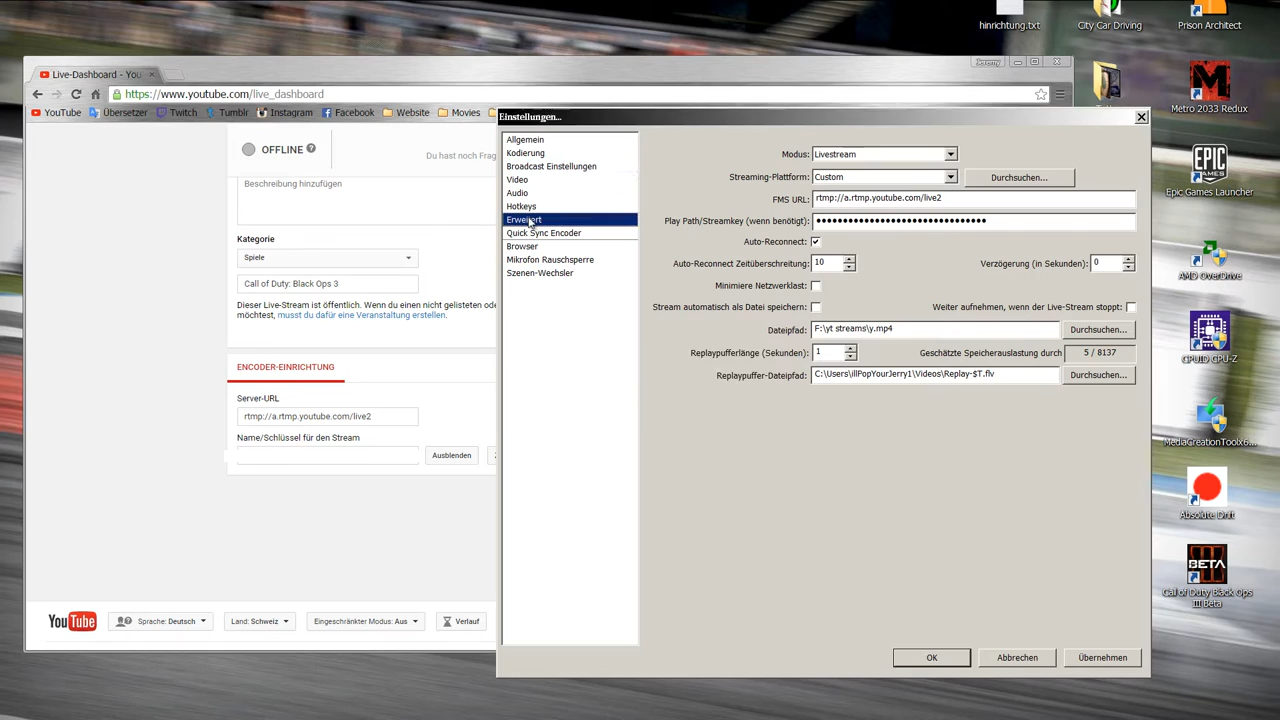 hinrichtung.txt
City Car Driving
Prison Architect
Live-Dashboard - You
Jeremy
https://www.youtube.com/live_dashboard
YouTube
Übersetzer
Twitch
Tumblr
Instagram
Facebook
Website
Movies
Metro 2033 Redux
Epic Games Launcher
AMD OverDrive
CPUID CPU-Z
MediaCreationToolx6...
Absolute Drift
BETA
Call of Duty Black Ops
III Beta
OFFLINE
Du hast noch Frag
Beschreibung hinzufügen
Kategorie
Spiele
Call of Duty: Black Ops 3
Dieser Live-Stream ist öffentlich. Wenn du einen nicht gelisteten od
möchtest, musst du dafür eine Veranstaltung erstellen.
ENCODER-EINRICHTUNG
Server-URL
rtmp://a.rtmp.youtube.com/live2
Name/Schlüssel für den Stream
Ausblenden
YouTube
Sprache: Deutsch
Land: Schweiz
Eingeschränkter Modus: Aus
Verlauf
Einstellungen...
Allgemein
Kodierung
Broadcast Einstellungen
Video
Audio
Hotkeys
Erweitert
Quick Sync Encoder
Browser
Mikrofon Rauschsperre
Szenen-Wechsler
Modus: Livestream
Streaming-Plattform: Custom Durchsuchen...
FMS URL: rtmp://a.rtmp.youtube.com/live2
Play Path/Streamkey (wenn benötigt): ••••••••••••••••••••••••••••••••
Auto-Reconnect:
Auto-Reconnect Zeitüberschreitung: 10 Verzögerung (in Sekunden): 0
Minimiere Netzwerklast:
Stream automatisch als Datei speichern: Weiter aufnehmen, wenn der Live-Stream stoppt:
Dateipfad: F:\yt streams\y.mp4 Durchsuchen...
Replaypufferlänge (Sekunden): 1 Geschätzte Speicherauslastung durch 5 / 8137
Replaypuffer-Dateipfad: C:\Users\illPopYourJerry1\Videos\Replay-$T.flv Durchsuchen...
OK
Abbrechen
Übernehmen